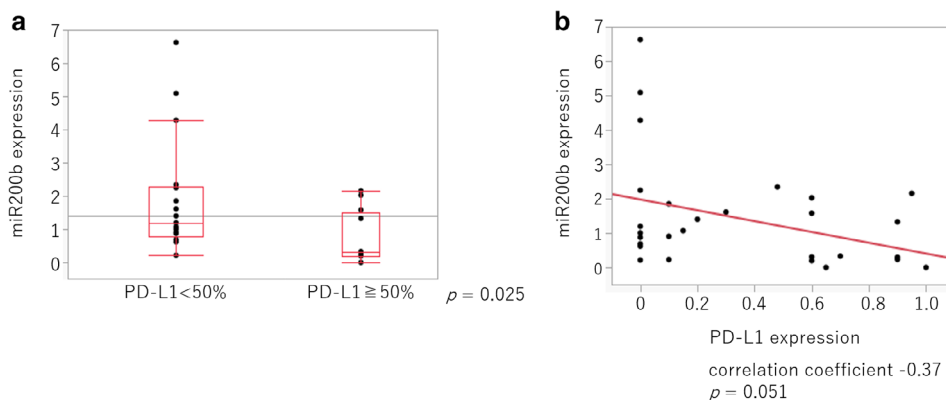 a
miR200b expression
7
6
5
4
3
2
1
0
PD-L1<50%
PD-L1≧50%
p = 0.025
b
miR200b expression
7
6
5
4
3
2
1
0
0 0.2 0.4 0.6 0.8 1.0
PD-L1 expression
correlation coefficient -0.37
p = 0.051